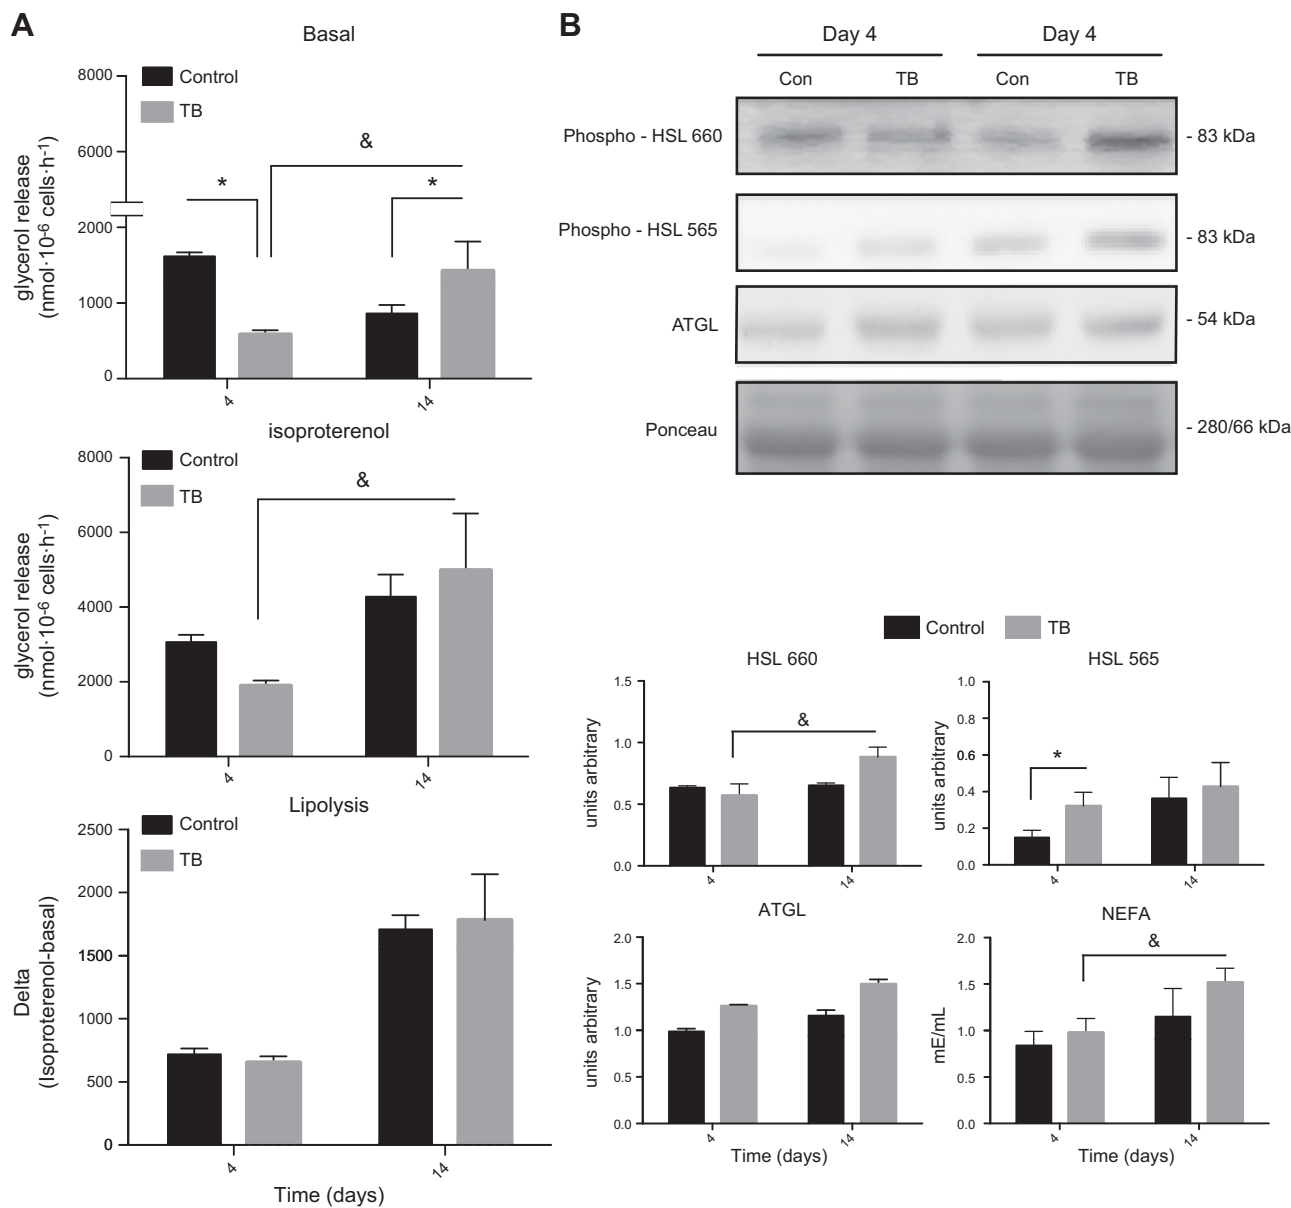 A
Basal
8000
6000
2000
1000
0
glycerol release
(nmol·10-6 cells·h-1)
Control
TB
*
&
*
4
14
isoproterenol
8000
6000
4000
2000
0
glycerol release
(nmol·10-6 cells·h-1)
Control
TB
&
4
14
Lipolysis
2500
2000
1500
1000
500
0
Delta
(Isoproterenol-basal)
Control
TB
4
14
Time (days)
B
Day 4
Day 4
Con
TB
Con
TB
Phospho - HSL 660
- 83 kDa
Phospho - HSL 565
- 83 kDa
ATGL
- 54 kDa
Ponceau
- 280/66 kDa
Control
TB
HSL 660
1.5
1.0
0.5
0.0
units arbitrary
&
4
14
HSL 565
1.0
0.8
0.6
0.4
0.2
0.0
units arbitrary
*
4
14
ATGL
2.0
1.5
1.0
0.5
0.0
units arbitrary
4
14
Time (days)
NEFA
2.0
1.5
1.0
0.5
0.0
mE/mL
&
4
14
Time (days)